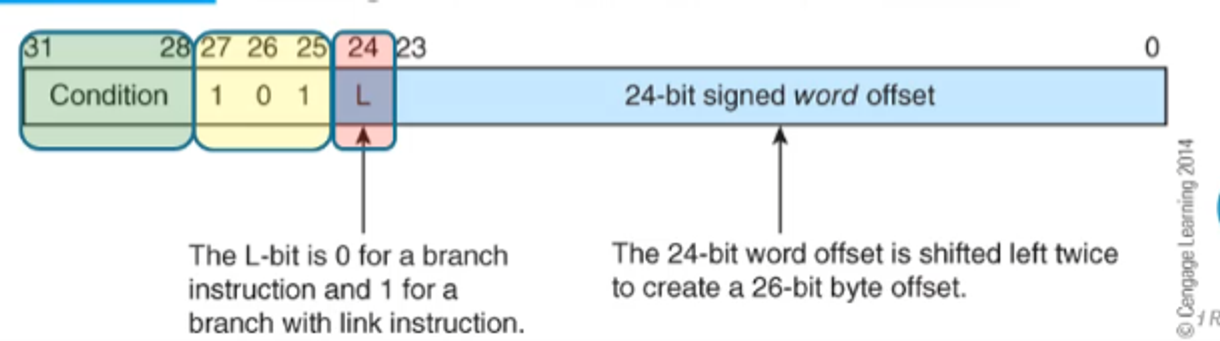 31 28 27 26 25 24 23 0
Condition 1 0 1 L 24-bit signed word offset
The L-bit is 0 for a branch
instruction and 1 for a
branch with link instruction.
The 24-bit word offset is shifted left twice
to create a 26-bit byte offset.
© Cengage Learning 2014